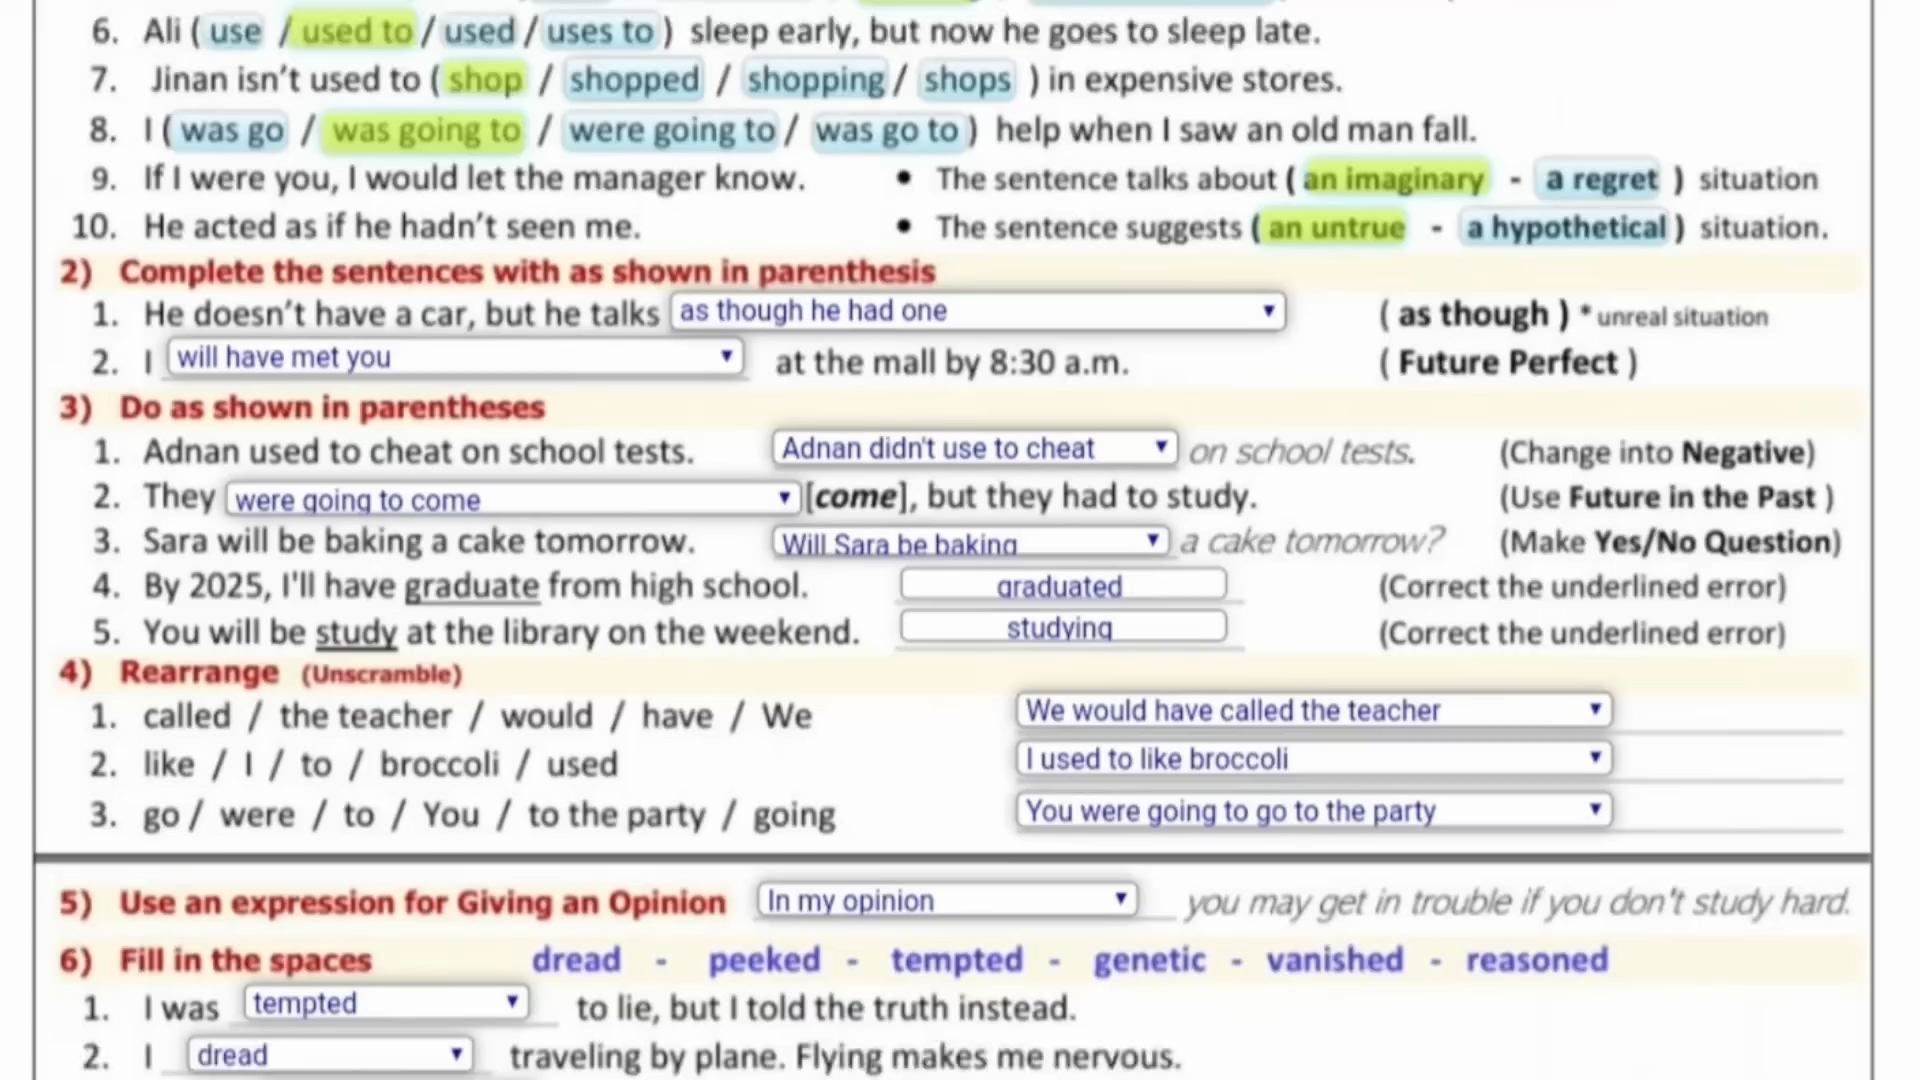 6. Ali ( use / used to / used / uses to ) sleep early, but now he goes to sleep late.
7. Jinan isn't used to ( shop / shopped / shopping / shops ) in expensive stores.
8. I ( was go / was going to / were going to / was go to ) help when I saw an old man fall.
9. If I were you, I would let the manager know. • The sentence talks about ( an imaginary - a regret ) situation
10. He acted as if he hadn't seen me. • The sentence suggests ( an untrue - a hypothetical ) situation.
2) Complete the sentences with as shown in parenthesis
1. He doesn't have a car, but he talks as though he had one ( as though ) * unreal situation
2. I will have met you at the mall by 8:30 a.m. ( Future Perfect )
3) Do as shown in parentheses
1. Adnan used to cheat on school tests. Adnan didn't use to cheat on school tests. (Change into Negative)
2. They were going to come [come], but they had to study. (Use Future in the Past )
3. Sara will be baking a cake tomorrow. Will Sara be baking a cake tomorrow? (Make Yes/No Question)
4. By 2025, I'll have graduate from high school. graduated (Correct the underlined error)
5. You will be study at the library on the weekend. studying (Correct the underlined error)
4) Rearrange (Unscramble)
1. called / the teacher / would / have / We We would have called the teacher
2. like / I / to / broccoli / used I used to like broccoli
3. go / were / to / You / to the party / going You were going to go to the party
5) Use an expression for Giving an Opinion In my opinion you may get in trouble if you don't study hard.
6) Fill in the spaces dread - peeked - tempted - genetic - vanished - reasoned
1. I was tempted to lie, but I told the truth instead.
2. I dread traveling by plane. Flying makes me nervous.